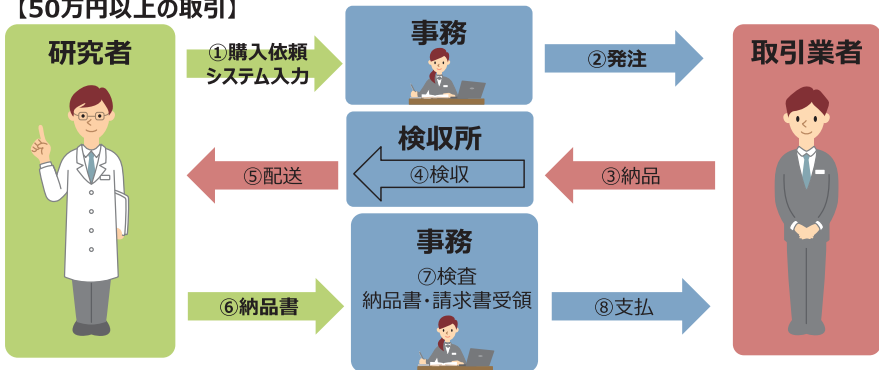 【50万円以上の取引】
研究者
①購入依頼
システム入力
事務
②発注
取引業者
検収所
⑤配送
④検収
③納品
事務
⑦検査
納品書・請求書受領
⑥納品書
⑧支払